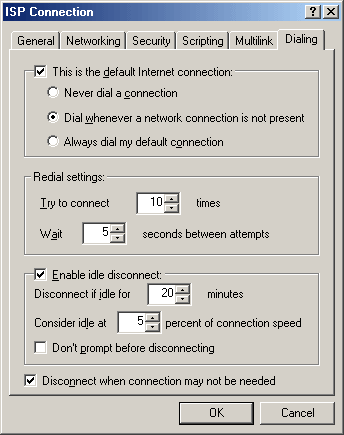 ISP Connection
General Networking Security Scripting Multilink Dialing
This is the default Internet connection:
Never dial a connection
Dial whenever a network connection is not present
Always dial my default connection
Redial settings:
Try to connect 10 times
Wait 5 seconds between attempts
Enable idle disconnect:
Disconnect if idle for 20 minutes
Consider idle at 5 percent of connection speed
Don't prompt before disconnecting
Disconnect when connection may not be needed
OK Cancel